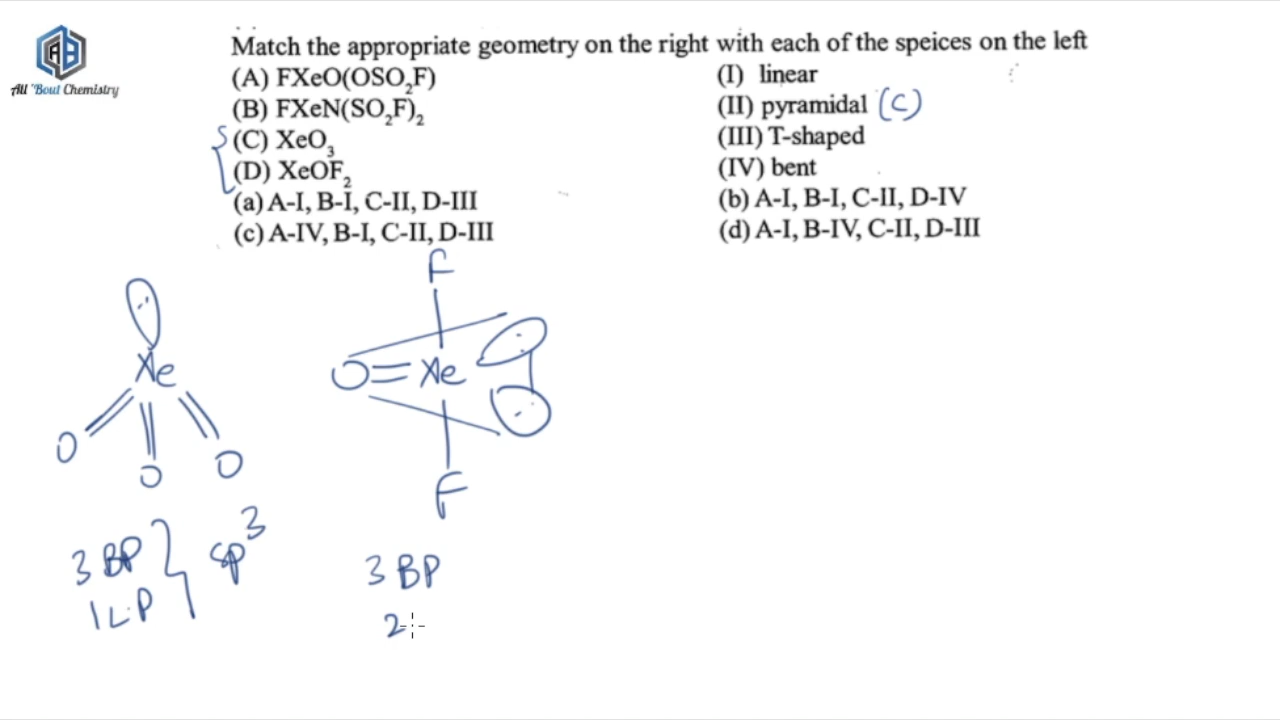 AB
All 'Bout Chemistry
Match the appropriate geometry on the right with each of the speices on the left
(A) FXeO(OSO₂F) (I) linear
(B) FXeN(SO₂F)₂ (II) pyramidal (C)
(C) XeO₃ (III) T-shaped
(D) XeOF₂ (IV) bent
(a) A-I, B-I, C-II, D-III (b) A-I, B-I, C-II, D-IV
(c) A-IV, B-I, C-II, D-III (d) A-I, B-IV, C-II, D-III
Xe
O O O
3 BP
1 L.P
sp³
F
O=Xe
F
3 BP
2